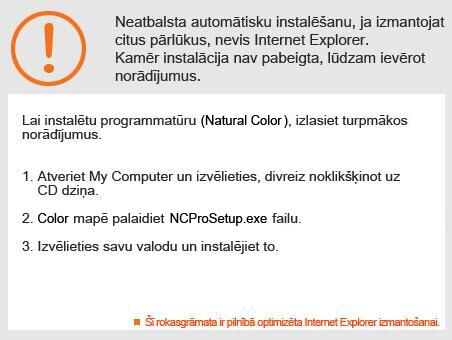 Neatbalsta automātisku instalēšanu, ja izmantojat
citus pārlūkus, nevis Internet Explorer.
Kamēr instalācija nav pabeigta, lūdzam ievērot
norādījumus.
Lai instalētu programmatūru (Natural Color), izlasiet turpmākos
norādījumus.
1. Atveriet My Computer un izvēlieties, divreiz noklikšķinot uz
CD dziņa.
2. Color mapē palaidiet NCProSetup.exe failu.
3. Izvēlieties savu valodu un instalējiet to.
Šī rokasgrāmata ir pilnībā optimizēta Internet Explorer izmantošanai.